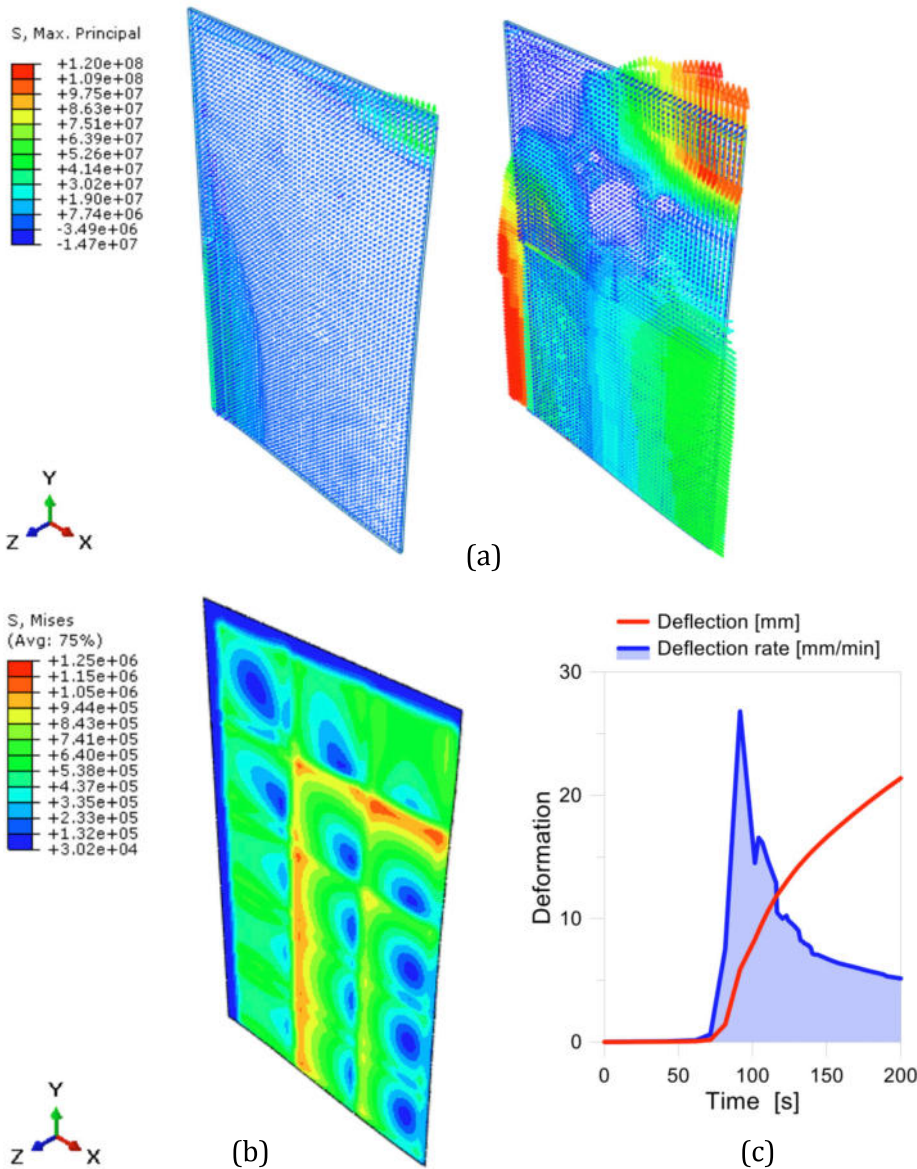 S, Max. Principal
+1.20e+08
+1.09e+08
+9.75e+07
+8.63e+07
+7.51e+07
+6.39e+07
+5.26e+07
+4.14e+07
+3.02e+07
+1.90e+07
+7.74e+06
-3.49e+06
-1.47e+07
Y
Z
X
(a)
S, Mises
(Avg: 75%)
+1.25e+06
+1.15e+06
+1.05e+06
+9.44e+05
+8.43e+05
+7.41e+05
+6.40e+05
+5.38e+05
+4.37e+05
+3.35e+05
+2.33e+05
+1.32e+05
+3.02e+04
Y
Z
X
(b)
Deflection [mm]
Deflection rate [mm/min]
Deformation
30
20
10
0
0
50
100
150
200
Time [s]
(c)